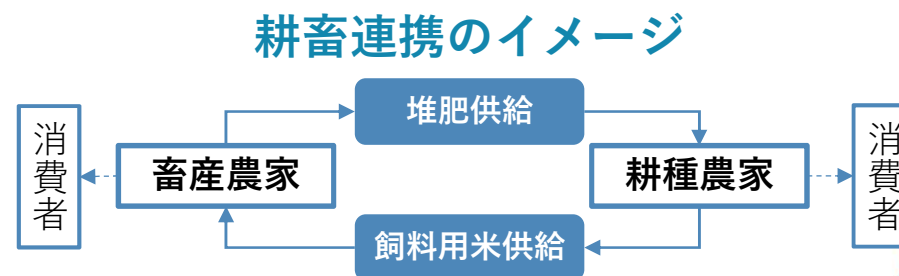 耕畜連携のイメージ
堆肥供給
消費者
畜産農家
耕種農家
消費者
飼料用米供給